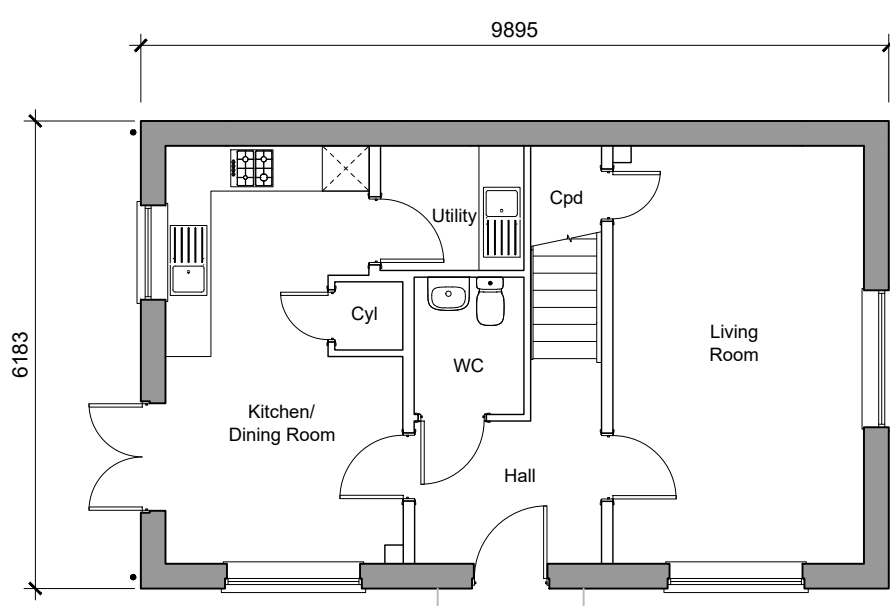 9895
6183
Utility
Cpd
Cyl
WC
Living
Room
Kitchen/
Dining Room
Hall